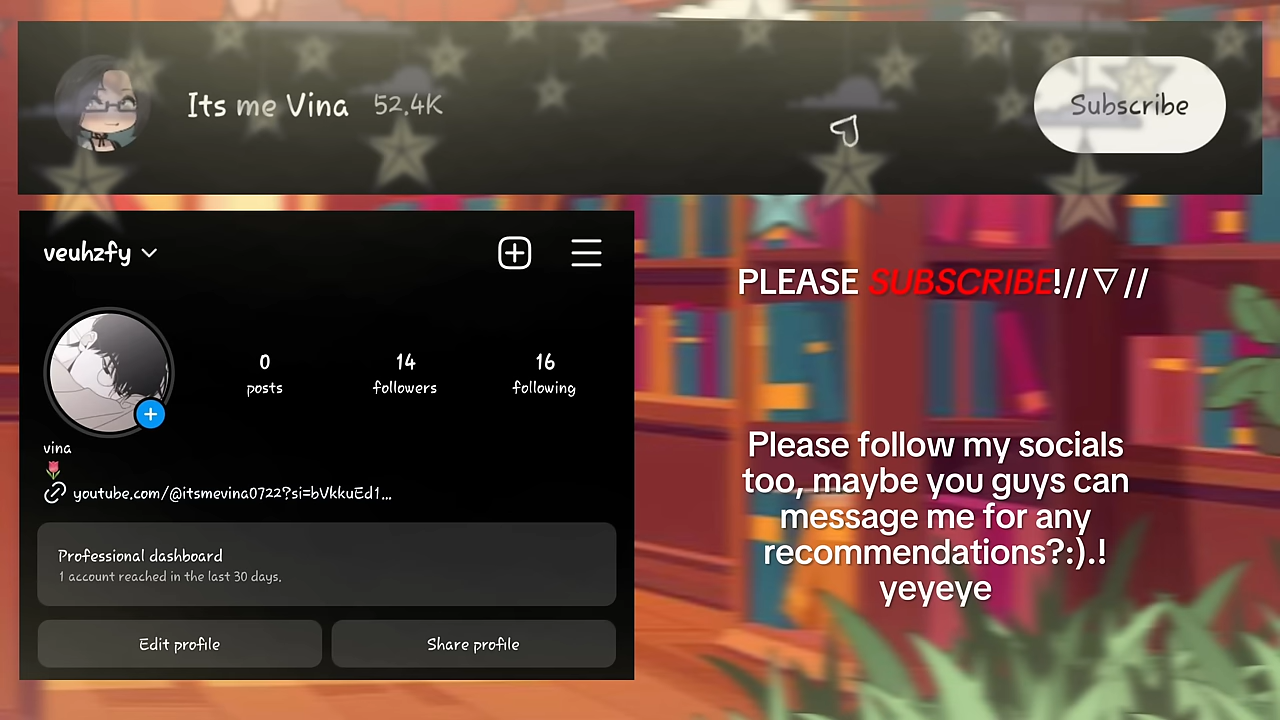 Its me Vina 52.4K
Subscribe
veuhzfy
0 14 16
posts followers following
vina
youtube.com/@itsmevina0722?si=bVkkuEd1...
Professional dashboard
1 account reached in the last 30 days.
Edit profile Share profile
PLEASE SUBSCRIBE!//▽//
Please follow my socials
too, maybe you guys can
message me for any
recommendations?:).!
yeyeye